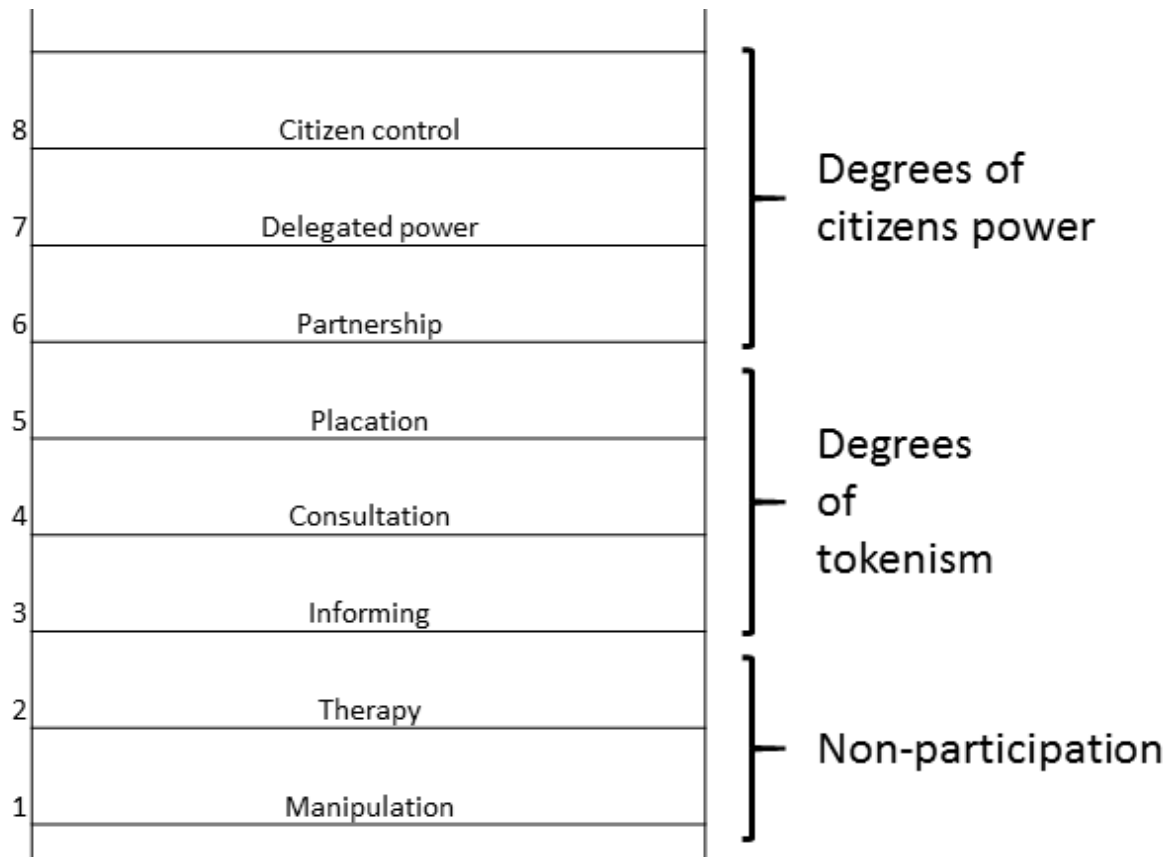 8 Citizen control
7 Delegated power
6 Partnership
Degrees of
citizens power
5 Placation
4 Consultation
3 Informing
Degrees
of
tokenism
2 Therapy
1 Manipulation
Non-participation